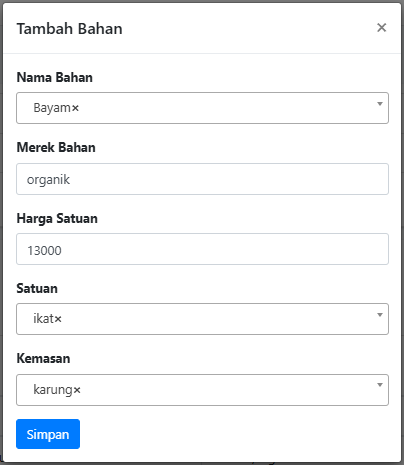 Tambah Bahan ×
Nama Bahan
Bayam×
Merek Bahan
organik
Harga Satuan
13000
Satuan
ikat×
Kemasan
karung×
Simpan